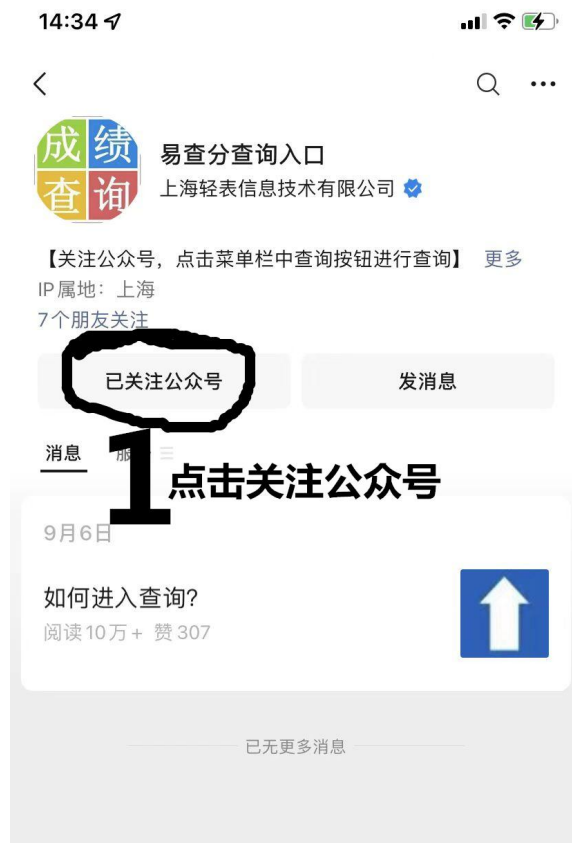 14:34
成绩
查询
易查分查询入口
上海轻表信息技术有限公司
【关注公众号，点击菜单栏中查询按钮进行查询】 更多
IP属地：上海
7个朋友关注
已关注公众号 发消息
消息
1 点击关注公众号
9月6日
如何进入查询？
阅读10万+ 赞307
已无更多消息